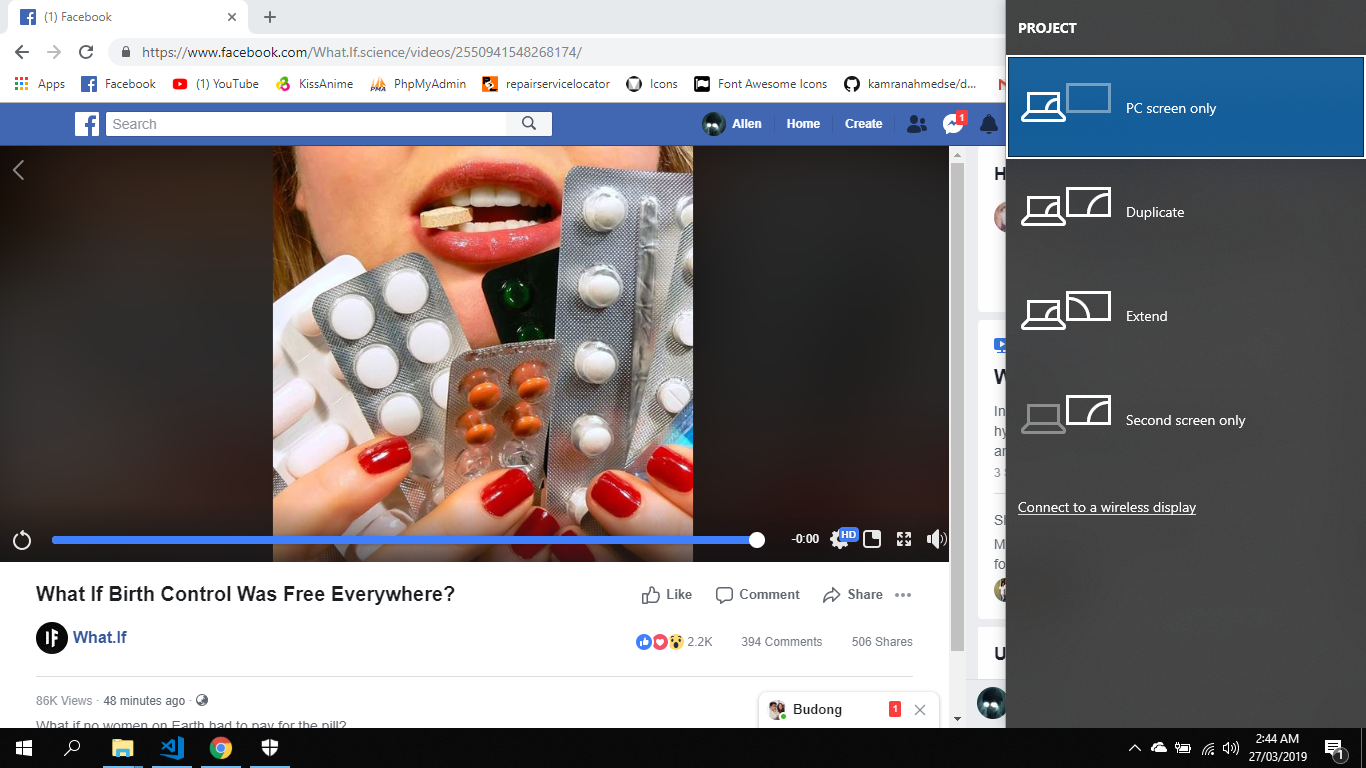 (1) Facebook
https://www.facebook.com/What.If.science/videos/2550941548268174/
Apps
Facebook
(1) YouTube
KissAnime
PhpMyAdmin
repairservicelocator
Icons
Font Awesome Icons
kamranahmedse/d...
Search
Allen
Home
Create
1
-0:00
HD
What If Birth Control Was Free Everywhere?
Like
Comment
Share
What.If
2.2K
394 Comments
506 Shares
86K Views · 48 minutes ago ·
What if no women on Earth had to pay for the pill?
Budong
1
H
W
In
hy
an
3
Sl
M
fo
U
PROJECT
PC screen only
Duplicate
Extend
Second screen only
Connect to a wireless display
2:44 AM
27/03/2019
1